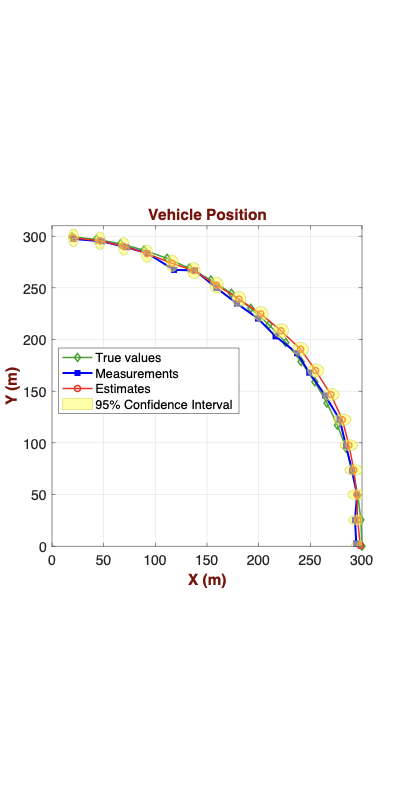 Vehicle Position
300
250
200
150
100
50
0
Y (m)
True values
Measurements
Estimates
95% Confidence Interval
0 50 100 150 200 250 300
X (m)